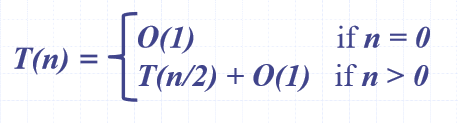 T(n) = { O(1) if n = 0
T(n/2) + O(1) if n > 0